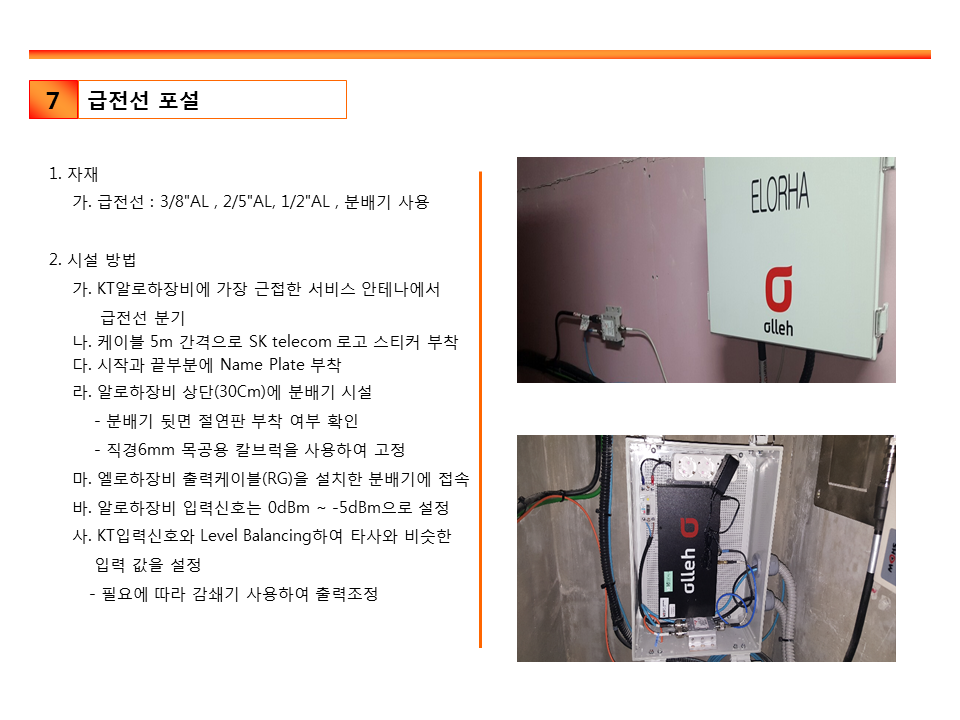 7
급전선 포설
1. 자재
가. 급전선 : 3/8"AL , 2/5"AL, 1/2"AL , 분배기 사용
2. 시설 방법
가. KT알로하장비에 가장 근접한 서비스 안테나에서
급전선 분기
나. 케이블 5m 간격으로 SK telecom 로고 스티커 부착
다. 시작과 끝부분에 Name Plate 부착
라. 알로하장비 상단(30Cm)에 분배기 시설
- 분배기 뒷면 절연판 부착 여부 확인
- 직경6mm 목공용 칼브럭을 사용하여 고정
마. 엘로하장비 출력케이블(RG)을 설치한 분배기에 접속
바. 알로하장비 입력신호는 0dBm ~ -5dBm으로 설정
사. KT입력신호와 Level Balancing하여 타사와 비슷한
입력 값을 설정
- 필요에 따라 감쇄기 사용하여 출력조정
ELORHA
olleh
olleh